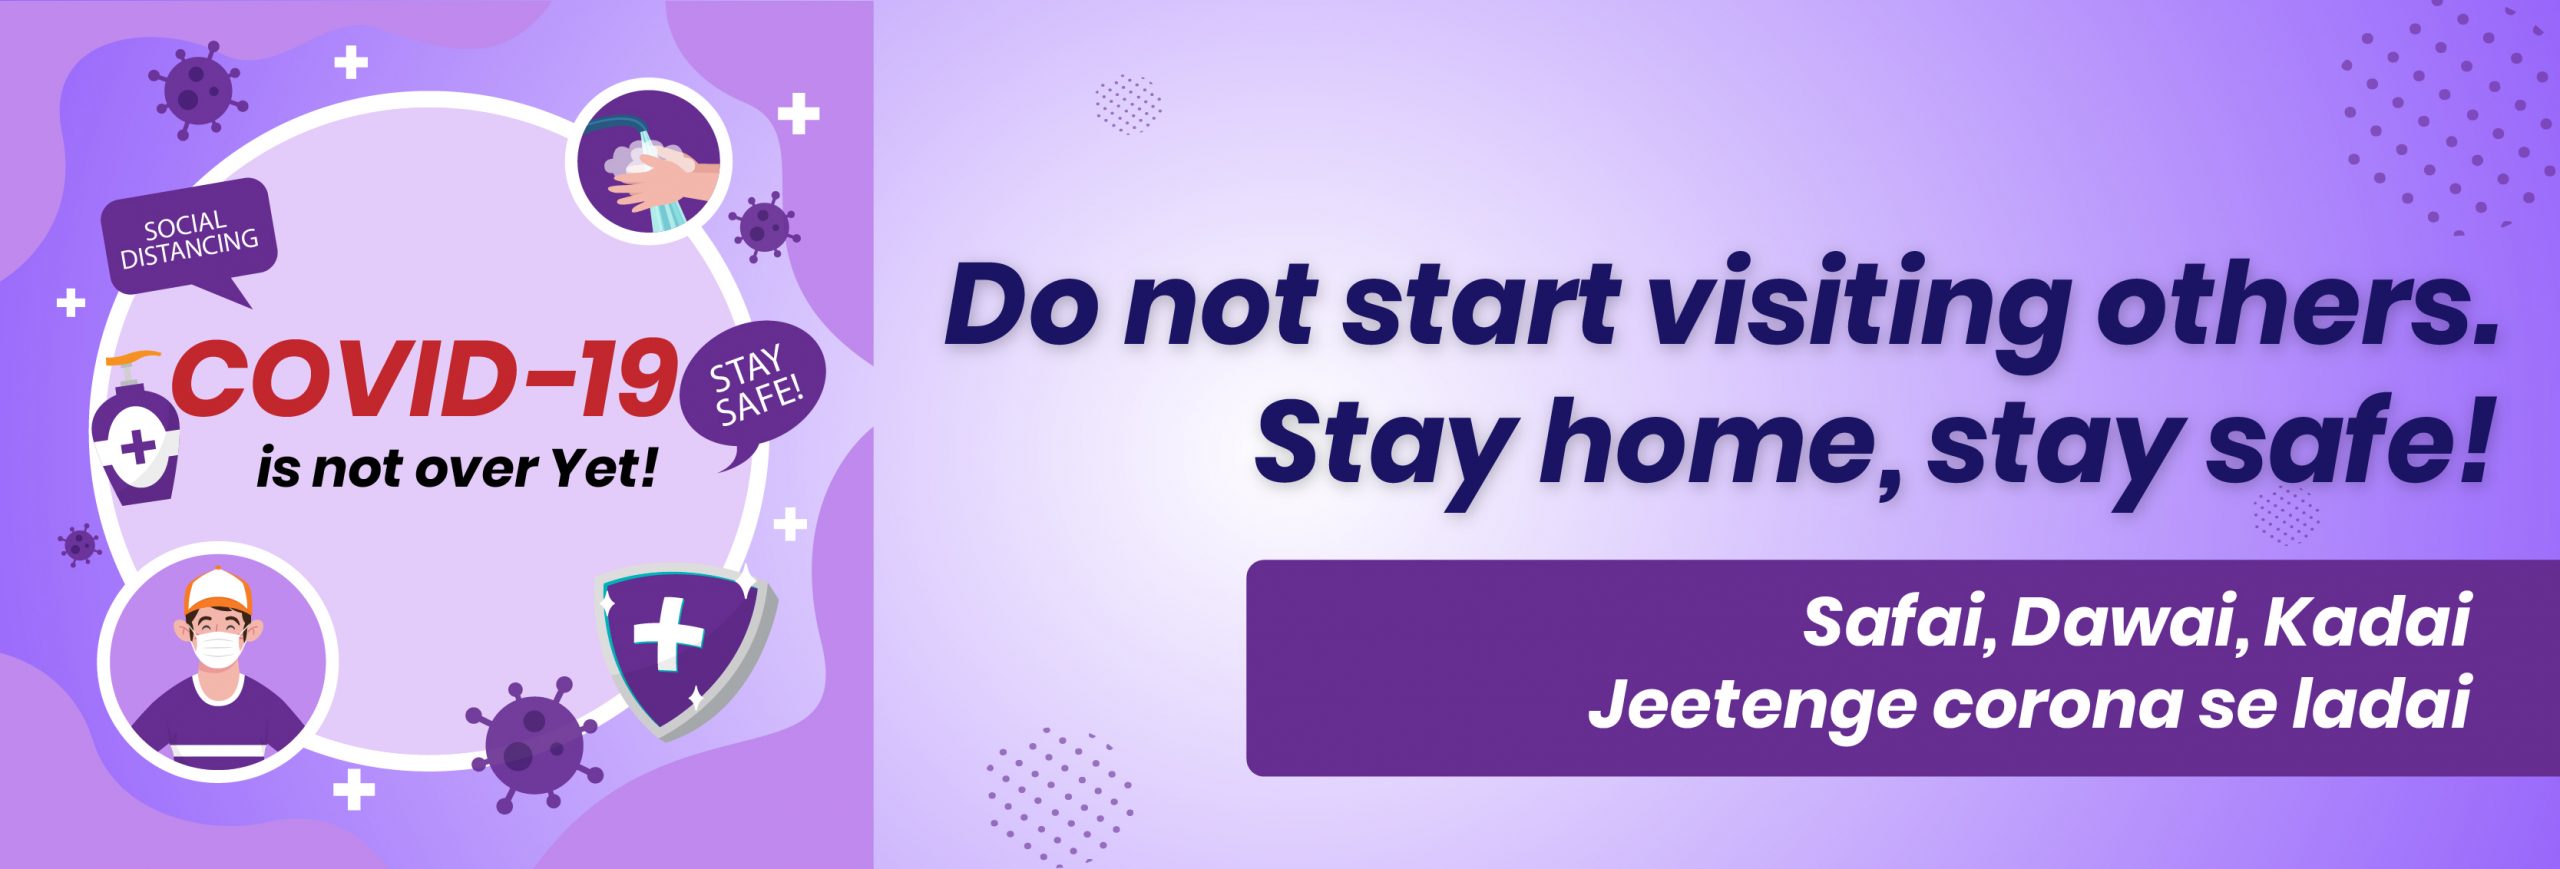 SOCIAL
DISTANCING
COVID-19
is not over Yet!
STAY
SAFE!
Do not start visiting others.
Stay home, stay safe!
Safai, Dawai, Kadai
Jeetenge corona se ladai